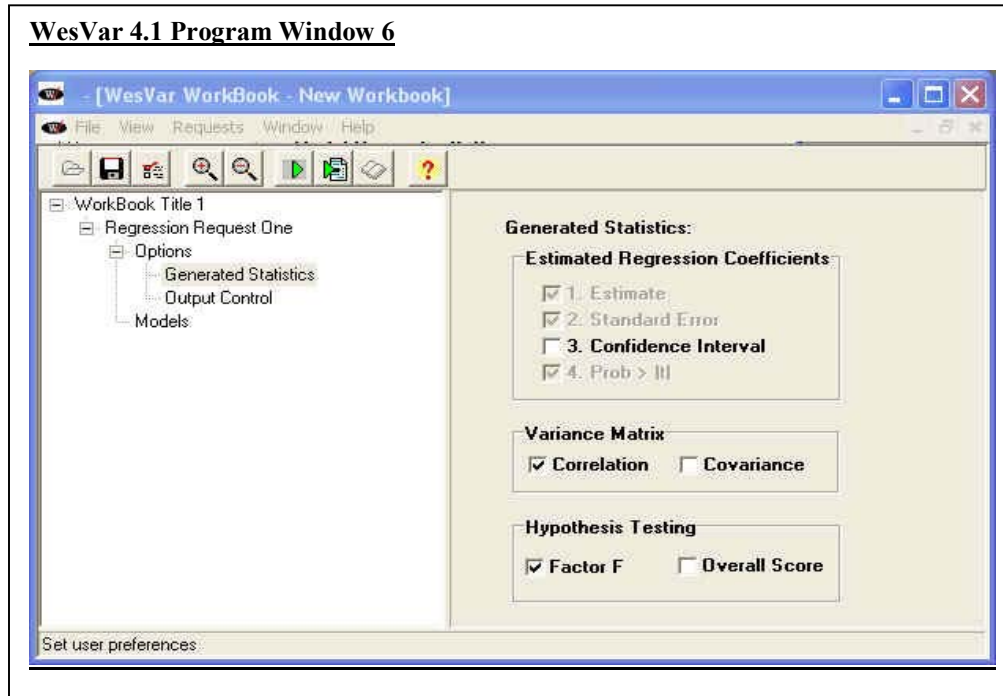 WesVar 4.1 Program Window 6
- [WesVar WorkBook - New Workbook]
File View Requests Window Help
WorkBook Title 1
Regression Request One
Options
Generated Statistics
Output Control
Models
Generated Statistics:
Estimated Regression Coefficients
1. Estimate
2. Standard Error
3. Confidence Interval
4. Prob > ltl
Variance Matrix
Correlation Covariance
Hypothesis Testing
Factor F Overall Score
Set user preferences